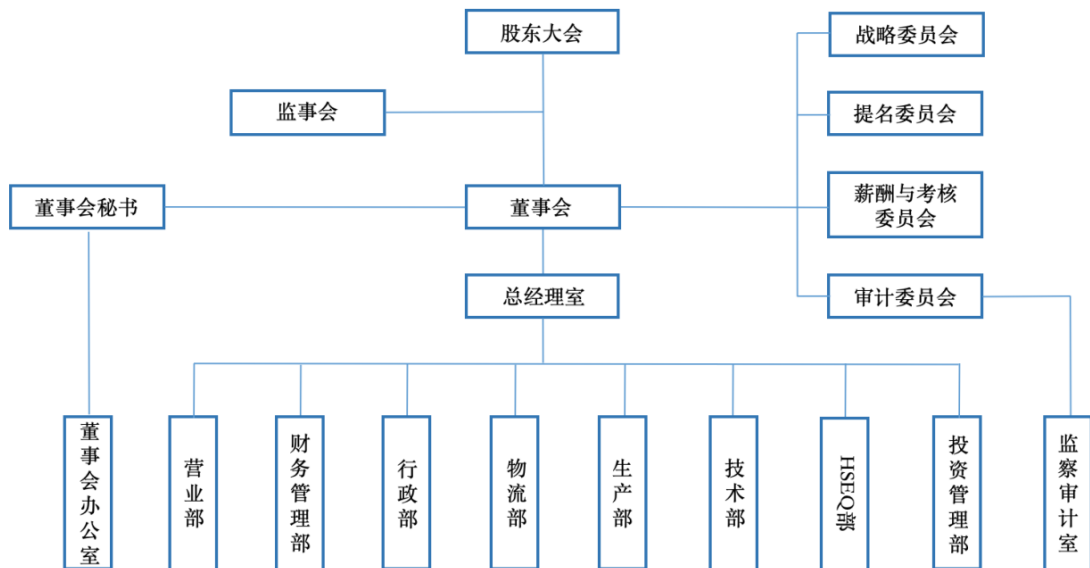 股东大会
战略委员会
监事会
提名委员会
董事会秘书
董事会
薪酬与考核
委员会
总经理室
审计委员会
董事会办公室
营业部
财务管理部
行政部
物流部
生产部
技术部
HSEQ部
投资管理部
监察审计室